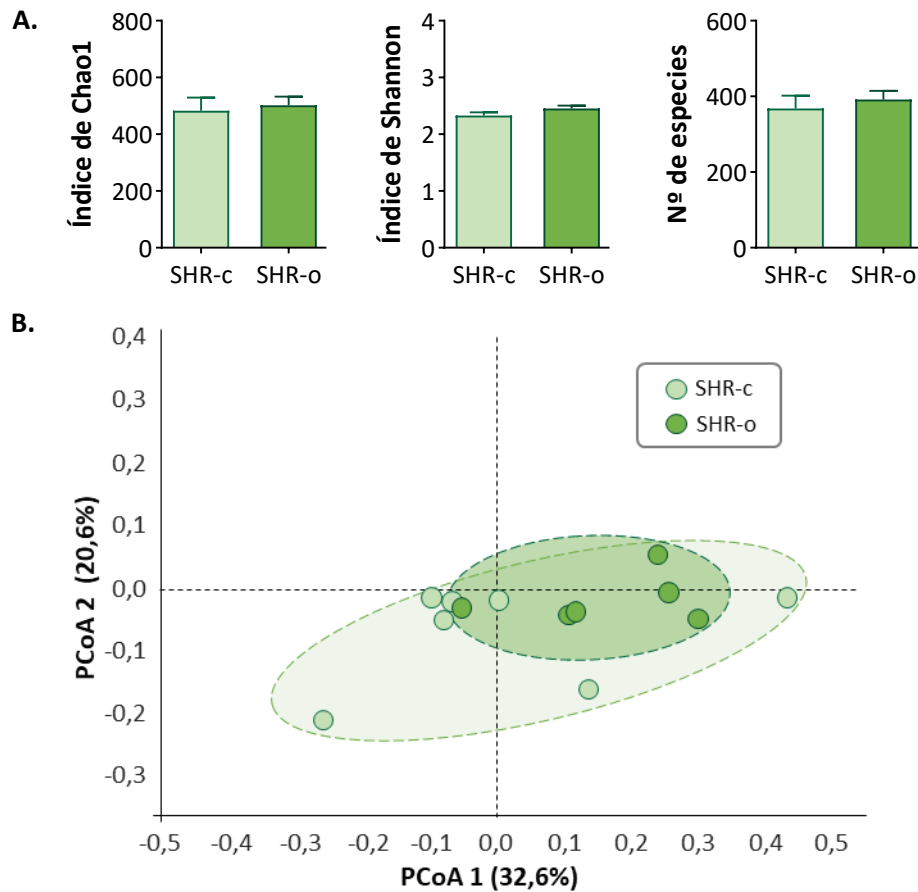 A.
Índice de Chao1
800
600
400
200
0
SHR-c SHR-o
Índice de Shannon
4
3
2
1
0
SHR-c SHR-o
Nº de especies
600
400
200
0
SHR-c SHR-o
B.
PCoA 2 (20,6%)
0,4
0,3
0,2
0,1
0,0
-0,1
-0,2
-0,3
SHR-c
SHR-o
-0,5 -0,4 -0,3 -0,2 -0,1 0,0 0,1 0,2 0,3 0,4 0,5
PCoA 1 (32,6%)